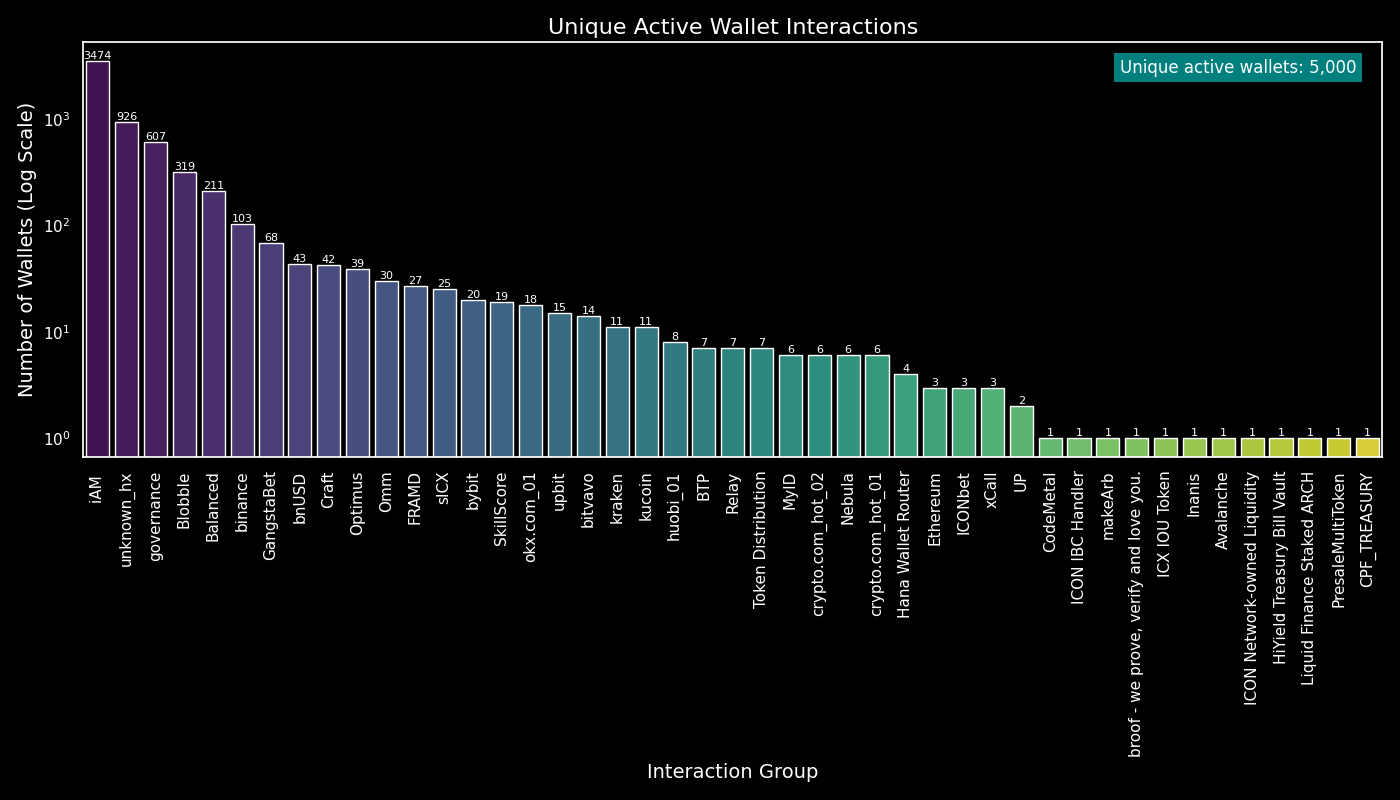 Unique Active Wallet Interactions
Unique active wallets: 5,000
Number of Wallets (Log Scale)
10³
10²
10¹
10⁰
3474
926
607
319
211
103
68
43
42
39
30
27
25
20
19
18
15
14
11
11
8
7
7
7
6
6
6
6
4
3
3
3
2
1
1
1
1
1
1
1
1
1
1
1
1
iAM
unknown_hx
governance
Blobble
Balanced
binance
GangstaBet
bnUSD
Craft
Optimus
Omm
FRAMD
sICX
bybit
SkillScore
okx.com_01
upbit
bitvavo
kraken
kucoin
huobi_01
BTP
Relay
Token Distribution
MyID
crypto.com_hot_02
Nebula
crypto.com_hot_01
Hana Wallet Router
Ethereum
ICONbet
xCall
UP
CodeMetal
ICON IBC Handler
makeArb
broof - we prove, verify and love you.
ICX IOU Token
Inanis
Avalanche
ICON Network-owned Liquidity
HiYield Treasury Bill Vault
Liquid Finance Staked ARCH
PresaleMultiToken
CPF_TREASURY
Interaction Group